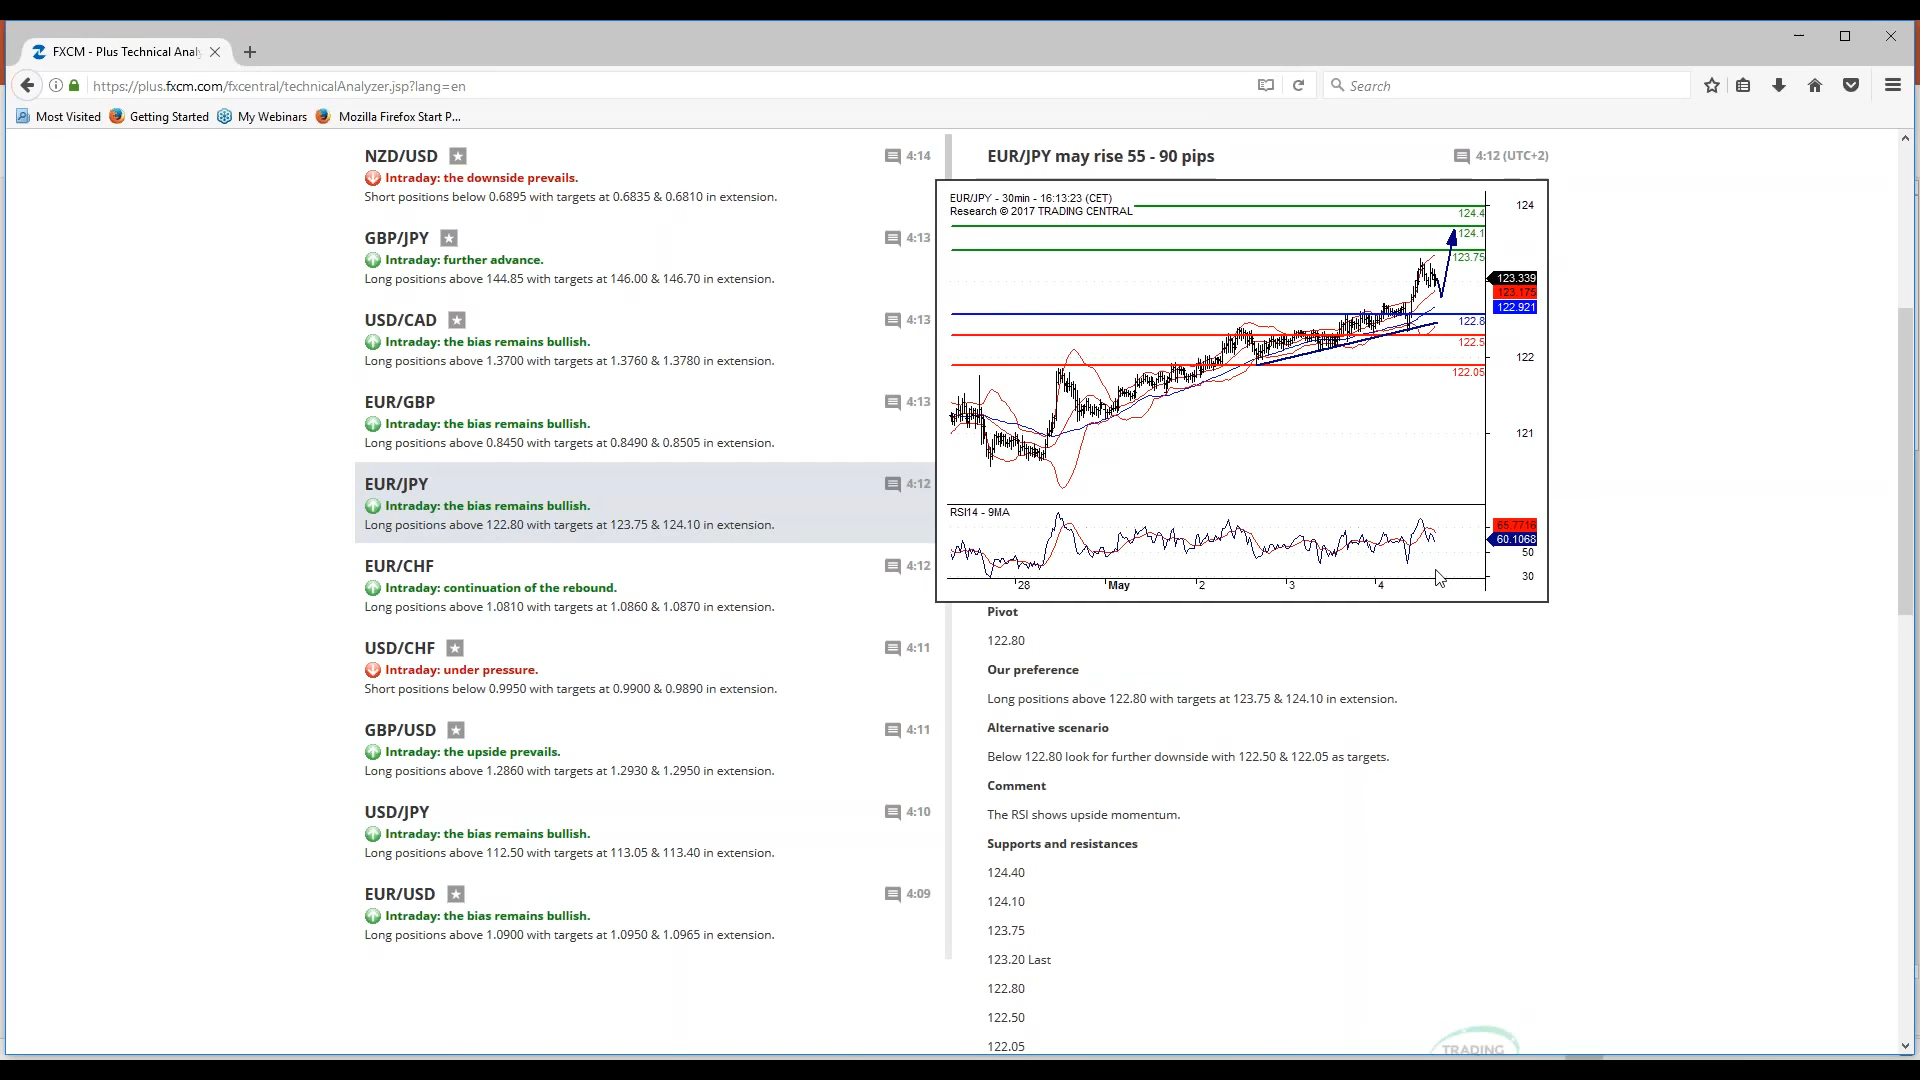 FXCM - Plus Technical Analy
https://plus.fxcm.com/fxcentral/technicalAnalyzer.jsp?lang=en
Search
Most Visited
Getting Started
My Webinars
Mozilla Firefox Start P...
NZD/USD
4:14
Intraday: the downside prevails.
Short positions below 0.6895 with targets at 0.6835 & 0.6810 in extension.
GBP/JPY
4:13
Intraday: further advance.
Long positions above 144.85 with targets at 146.00 & 146.70 in extension.
USD/CAD
4:13
Intraday: the bias remains bullish.
Long positions above 1.3700 with targets at 1.3760 & 1.3780 in extension.
EUR/GBP
4:13
Intraday: the bias remains bullish.
Long positions above 0.8450 with targets at 0.8490 & 0.8505 in extension.
EUR/JPY
4:12
Intraday: the bias remains bullish.
Long positions above 122.80 with targets at 123.75 & 124.10 in extension.
EUR/CHF
4:12
Intraday: continuation of the rebound.
Long positions above 1.0810 with targets at 1.0860 & 1.0870 in extension.
USD/CHF
4:11
Intraday: under pressure.
Short positions below 0.9950 with targets at 0.9900 & 0.9890 in extension.
GBP/USD
4:11
Intraday: the upside prevails.
Long positions above 1.2860 with targets at 1.2930 & 1.2950 in extension.
USD/JPY
4:10
Intraday: the bias remains bullish.
Long positions above 112.50 with targets at 113.05 & 113.40 in extension.
EUR/USD
4:09
Intraday: the bias remains bullish.
Long positions above 1.0900 with targets at 1.0950 & 1.0965 in extension.
EUR/JPY may rise 55 - 90 pips
4:12 (UTC+2)
EUR/JPY - 30min - 16:13:23 (CET)
Research © 2017 TRADING CENTRAL
124.4
124.1
123.75
122.8
122.5
122.05
124
123.339
123.175
122.921
122
121
RSI14 - 9MA
65.7716
60.1068
50
30
28
May
2
3
4
Pivot
122.80
Our preference
Long positions above 122.80 with targets at 123.75 & 124.10 in extension.
Alternative scenario
Below 122.80 look for further downside with 122.50 & 122.05 as targets.
Comment
The RSI shows upside momentum.
Supports and resistances
124.40
124.10
123.75
123.20 Last
122.80
122.50
122.05
TRADING